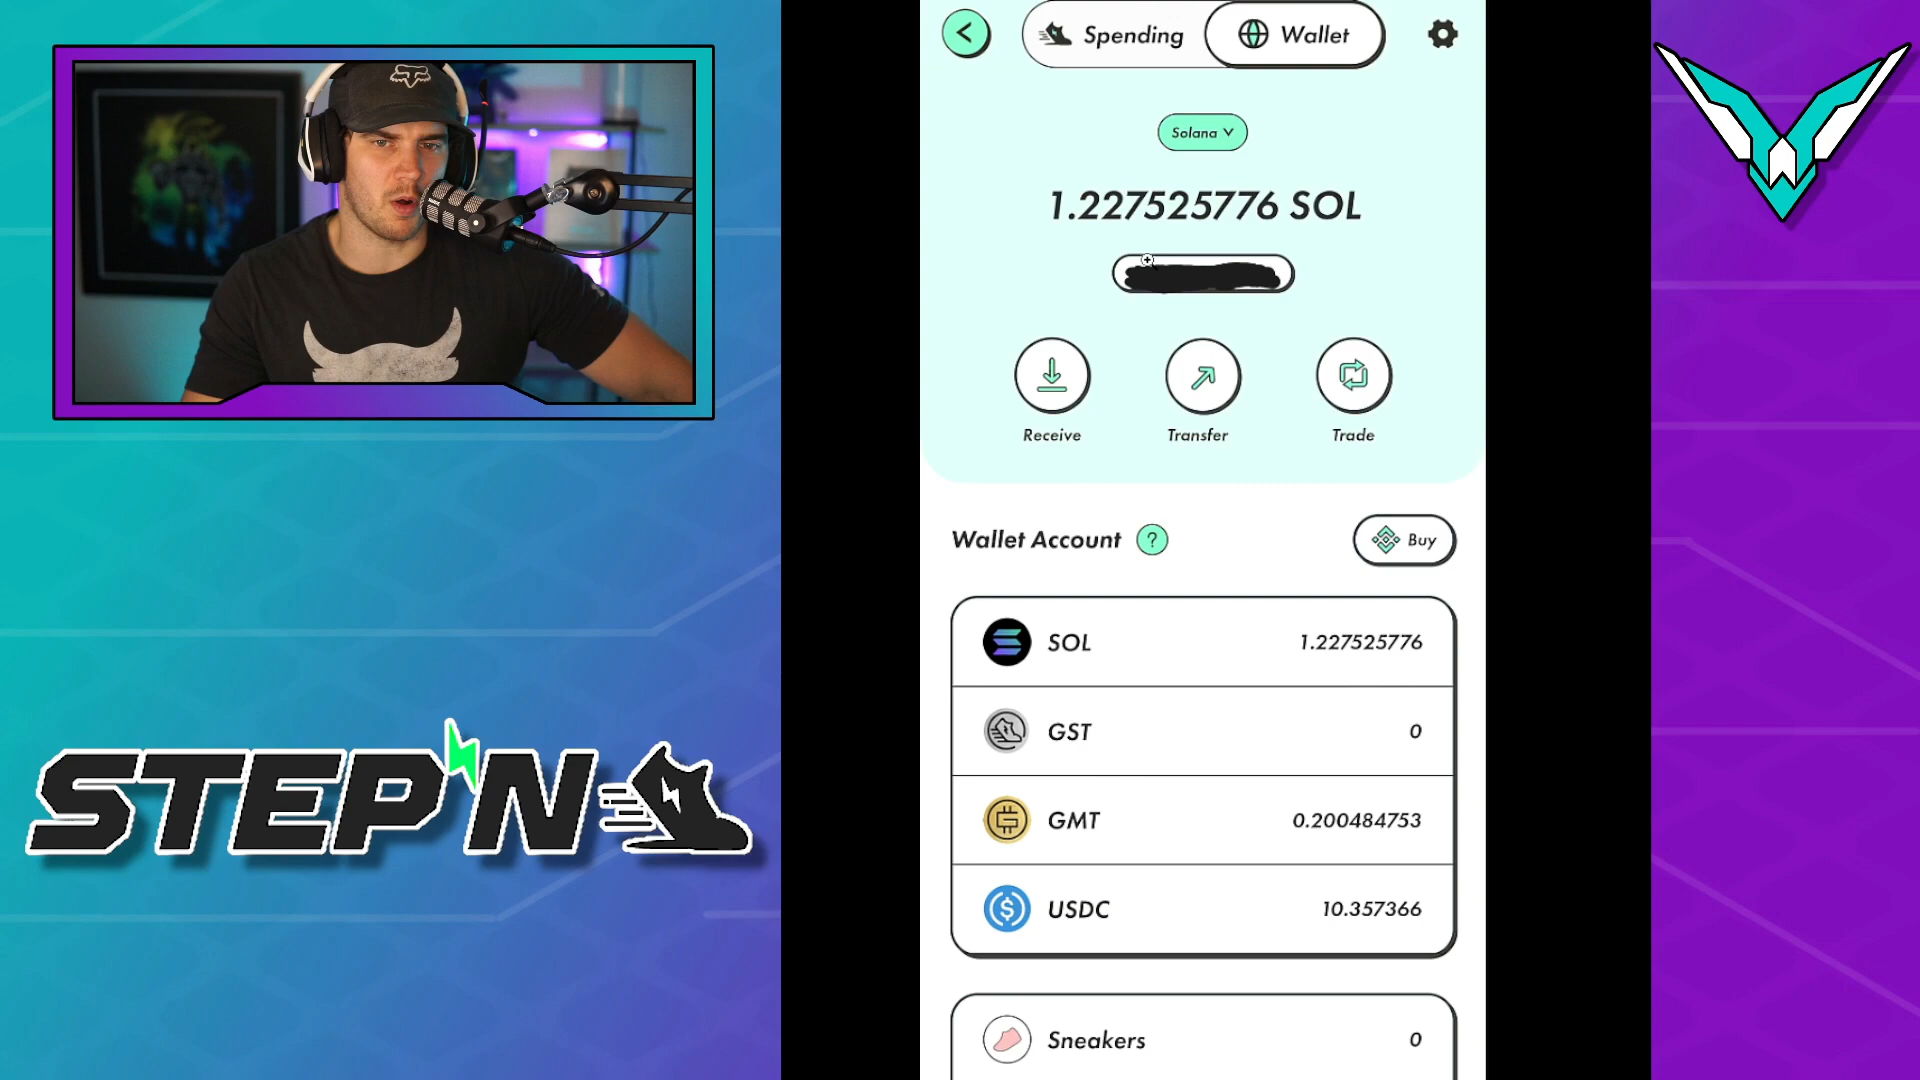 Spending
Wallet
Solana
1.227525776 SOL
Receive
Transfer
Trade
Wallet Account ?
Buy
SOL 1.227525776
GST 0
GMT 0.200484753
USDC 10.357366
Sneakers 0
STEP'N